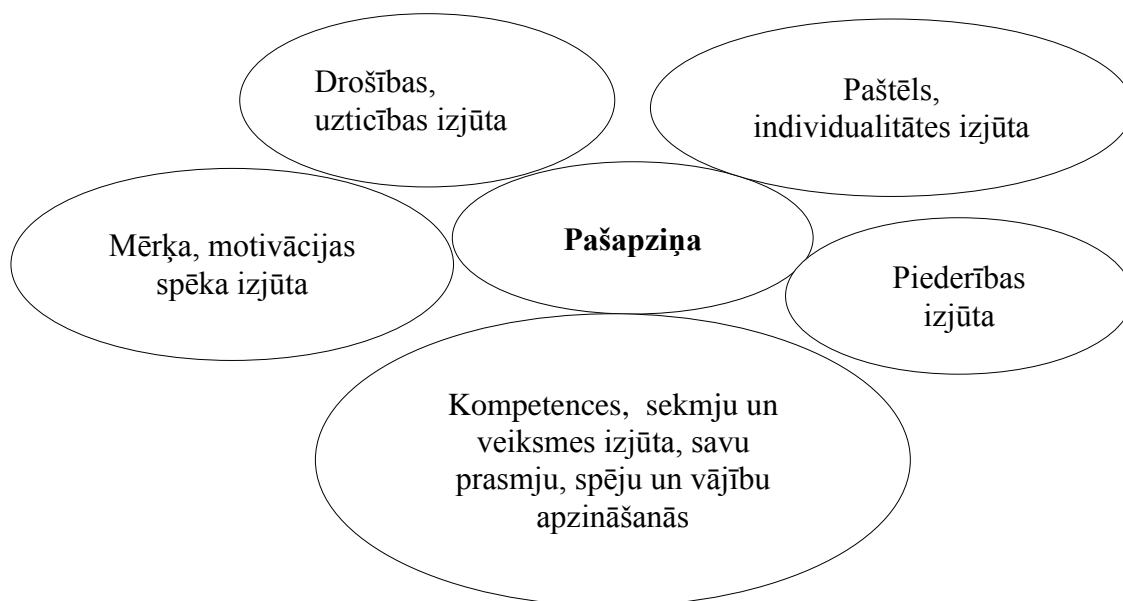 Drošības,
uzticības izjūta
Paštēls,
individualitātes izjūta
Mērķa, motivācijas
spēka izjūta
Pašapziņa
Piederības
izjūta
Kompetences, sekmju un
veiksmes izjūta, savu
prasmju, spēju un vājību
apzināšanās